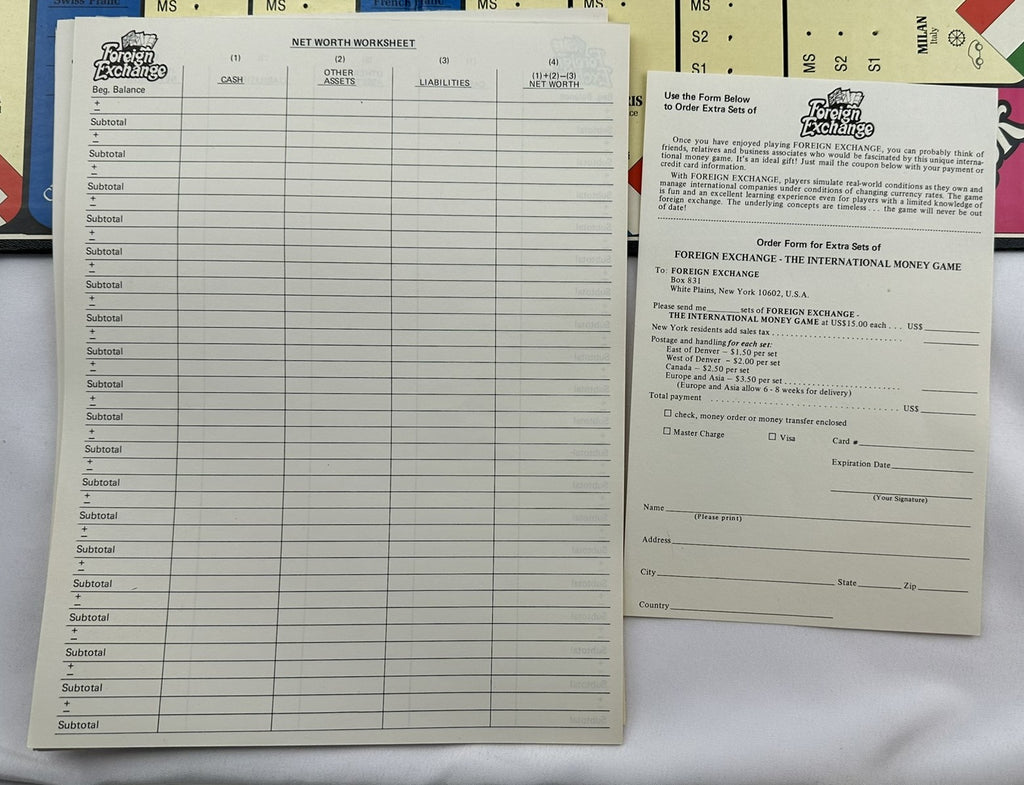 Swiss Franc
French Franc
MS
MS
MS
MS
MS
S2
S1
MS
S2
S1
MILAN
Italy
NET WORTH WORKSHEET
Foreign
Exchange
(1)
(2)
(3)
(4)
CASH
OTHER
ASSETS
LIABILITIES
(1)+(2)−(3)
NET WORTH
Beg. Balance
+
−
Subtotal
+
−
Subtotal
+
−
Subtotal
+
−
Subtotal
+
−
Subtotal
+
−
Subtotal
+
−
Subtotal
+
−
Subtotal
+
−
Subtotal
+
−
Subtotal
+
−
Subtotal
+
−
Subtotal
+
−
Subtotal
+
−
Subtotal
+
−
Subtotal
+
−
Subtotal
+
−
Subtotal
+
−
Subtotal
+
−
Subtotal
Use the Form Below
to Order Extra Sets of
Foreign
Exchange
Once you have enjoyed playing FOREIGN EXCHANGE, you can probably think of
friends, relatives and business associates who would be fascinated by this unique interna-
tional money game. It's an ideal gift! Just mail the coupon below with your payment or
credit card information.
With FOREIGN EXCHANGE, players simulate real-world conditions as they own and
manage international companies under conditions of changing currency rates. The game
is fun and an excellent learning experience even for players with a limited knowledge of
foreign exchange. The underlying concepts are timeless . . . the game will never be out
of date!
Order Form for Extra Sets of
FOREIGN EXCHANGE - THE INTERNATIONAL MONEY GAME
To: FOREIGN EXCHANGE
Box 831
White Plains, New York 10602, U.S.A.
Please send me_______sets of FOREIGN EXCHANGE -
THE INTERNATIONAL MONEY GAME at US$15.00 each . . . US$
New York residents add sales tax
Postage and handling for each set:
East of Denver – $1.50 per set
West of Denver – $2.00 per set
Canada – $2.50 per set
Europe and Asia – $3.50 per set
(Europe and Asia allow 6 - 8 weeks for delivery)
Total payment US$
check, money order or money transfer enclosed
Master Charge Visa Card #
Expiration Date
(Your Signature)
Name
(Please print)
Address
City State Zip
Country